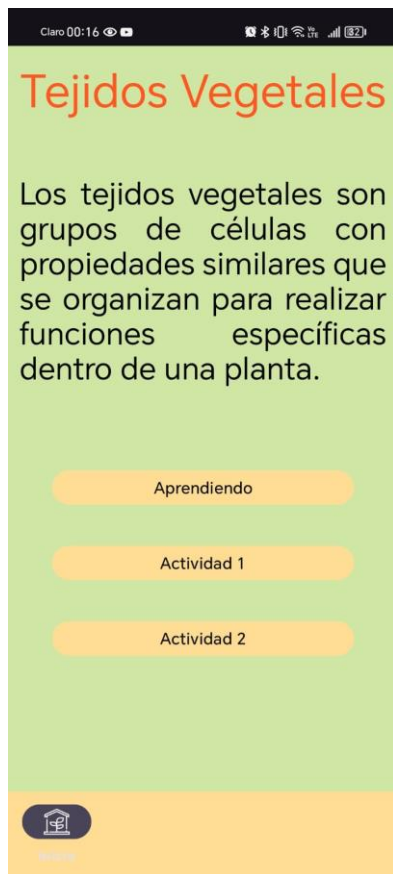 Claro 00:16 82
Tejidos Vegetales
Los tejidos vegetales son
grupos de células con
propiedades similares que
se organizan para realizar
funciones específicas
dentro de una planta.
Aprendiendo
Actividad 1
Actividad 2